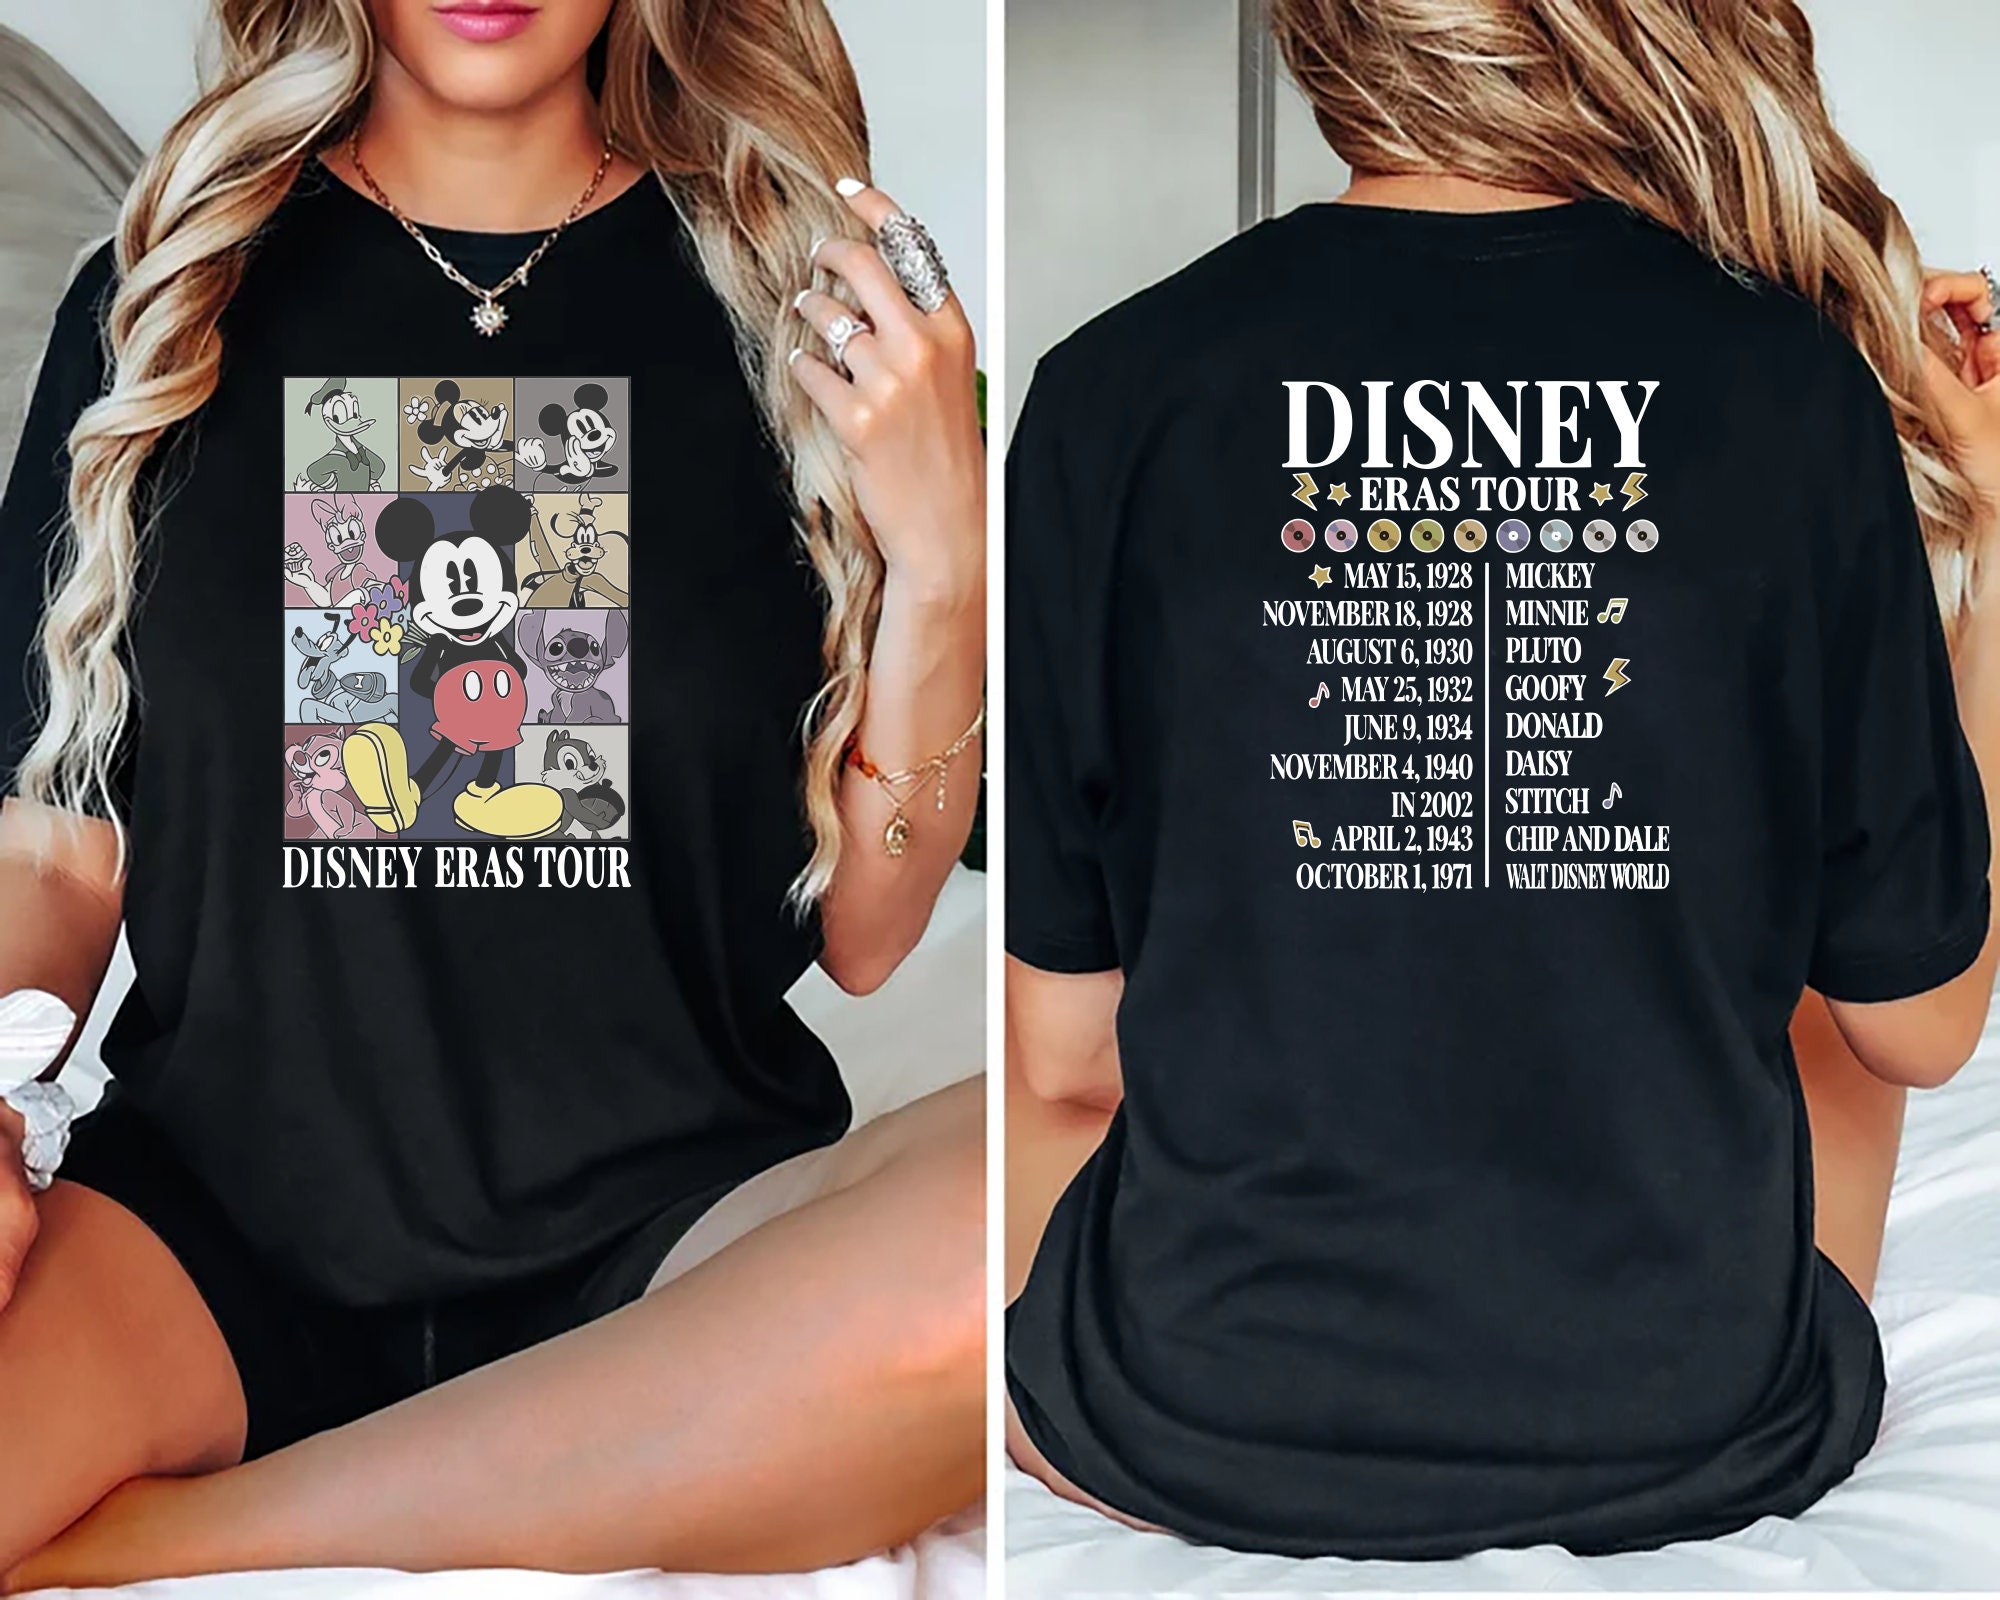 DISNEY ERAS TOUR
DISNEY
ERAS TOUR
MAY 15, 1928 MICKEY
NOVEMBER 18, 1928 MINNIE
AUGUST 6, 1930 PLUTO
MAY 25, 1932 GOOFY
JUNE 9, 1934 DONALD
NOVEMBER 4, 1940 DAISY
IN 2002 STITCH
APRIL 2, 1943 CHIP AND DALE
OCTOBER 1, 1971 WALT DISNEY WORLD